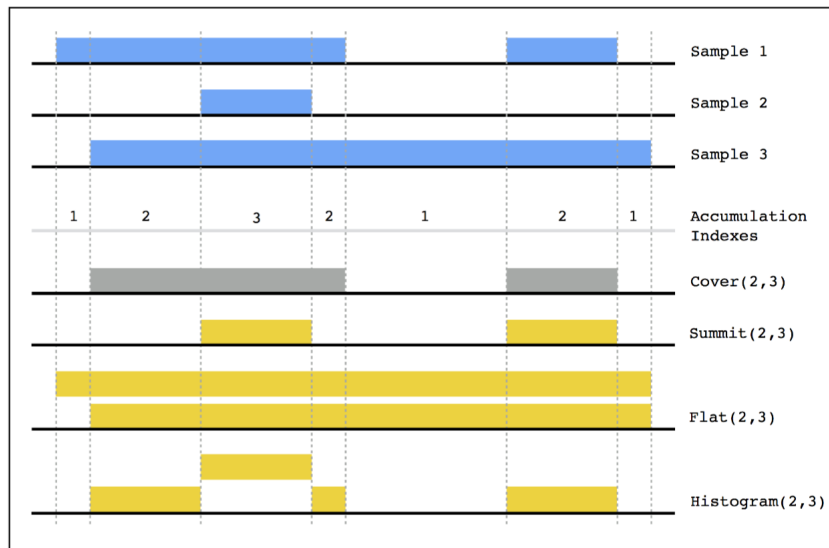 Sample 1
Sample 2
Sample 3
1 2 3 2 1 2 1
Accumulation
Indexes
Cover(2,3)
Summit(2,3)
Flat(2,3)
Histogram(2,3)